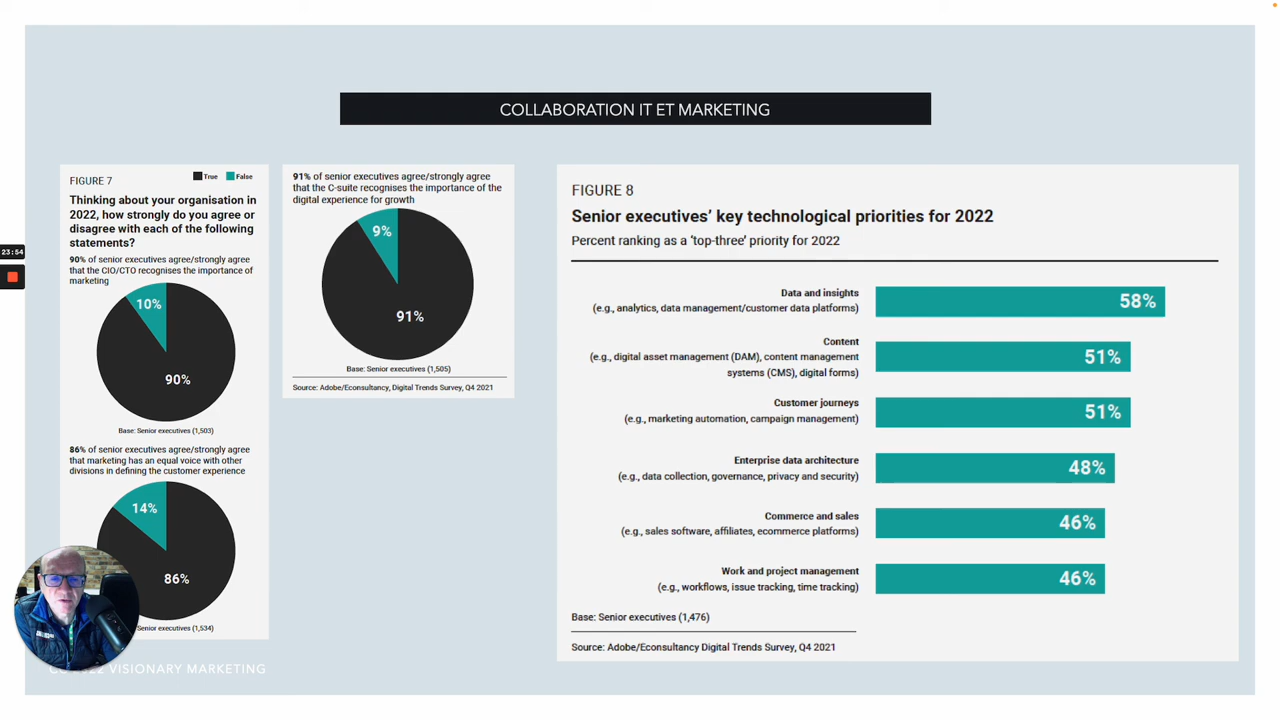 COLLABORATION IT ET MARKETING
23:54
FIGURE 7
True False
Thinking about your organisation in
2022, how strongly do you agree or
disagree with each of the following
statements?
90% of senior executives agree/strongly agree
that the CIO/CTO recognises the importance of
marketing
10%
90%
Base: Senior executives (1,503)
86% of senior executives agree/strongly agree
that marketing has an equal voice with other
divisions in defining the customer experience
14%
86%
Senior executives (1,534)
91% of senior executives agree/strongly agree
that the C-suite recognises the importance of the
digital experience for growth
9%
91%
Base: Senior executives (1,505)
Source: Adobe/Econsultancy, Digital Trends Survey, Q4 2021
FIGURE 8
Senior executives' key technological priorities for 2022
Percent ranking as a 'top-three' priority for 2022
Data and insights
(e.g., analytics, data management/customer data platforms)
58%
Content
(e.g., digital asset management (DAM), content management
systems (CMS), digital forms)
51%
Customer journeys
(e.g., marketing automation, campaign management)
51%
Enterprise data architecture
(e.g., data collection, governance, privacy and security)
48%
Commerce and sales
(e.g., sales software, affiliates, ecommerce platforms)
46%
Work and project management
(e.g., workflows, issue tracking, time tracking)
46%
Base: Senior executives (1,476)
Source: Adobe/Econsultancy Digital Trends Survey, Q4 2021
VISIONARY MARKETING